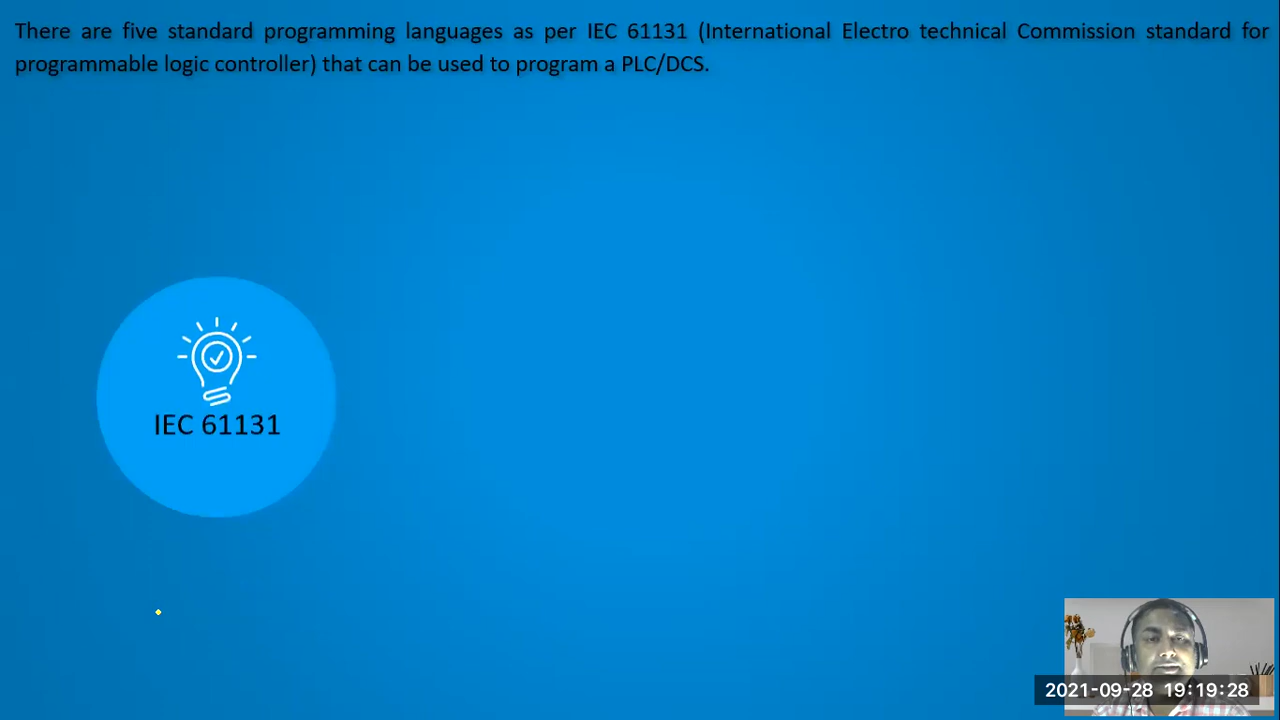 There are five standard programming languages as per IEC 61131 (International Electro technical Commission standard for
programmable logic controller) that can be used to program a PLC/DCS.
IEC 61131
2021-09-28 19:19:28